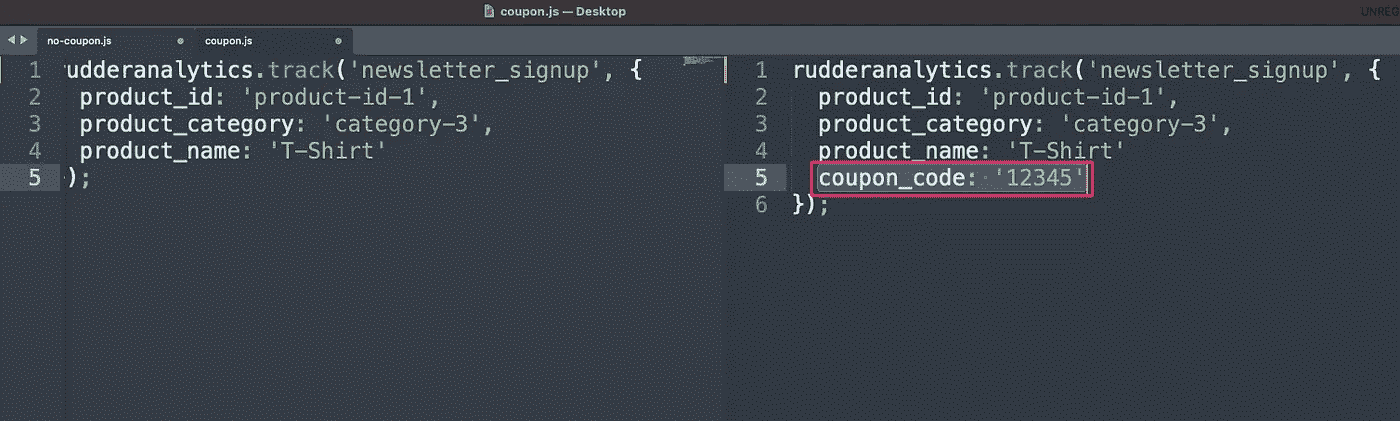 coupon.js — Desktop
UNREG
no-coupon.js
coupon.js
1 rudderanalytics.track('newsletter_signup', {
2 product_id: 'product-id-1',
3 product_category: 'category-3',
4 product_name: 'T-Shirt'
5 );
1 rudderanalytics.track('newsletter_signup', {
2 product_id: 'product-id-1',
3 product_category: 'category-3',
4 product_name: 'T-Shirt'
5 coupon_code: '12345'
6 });